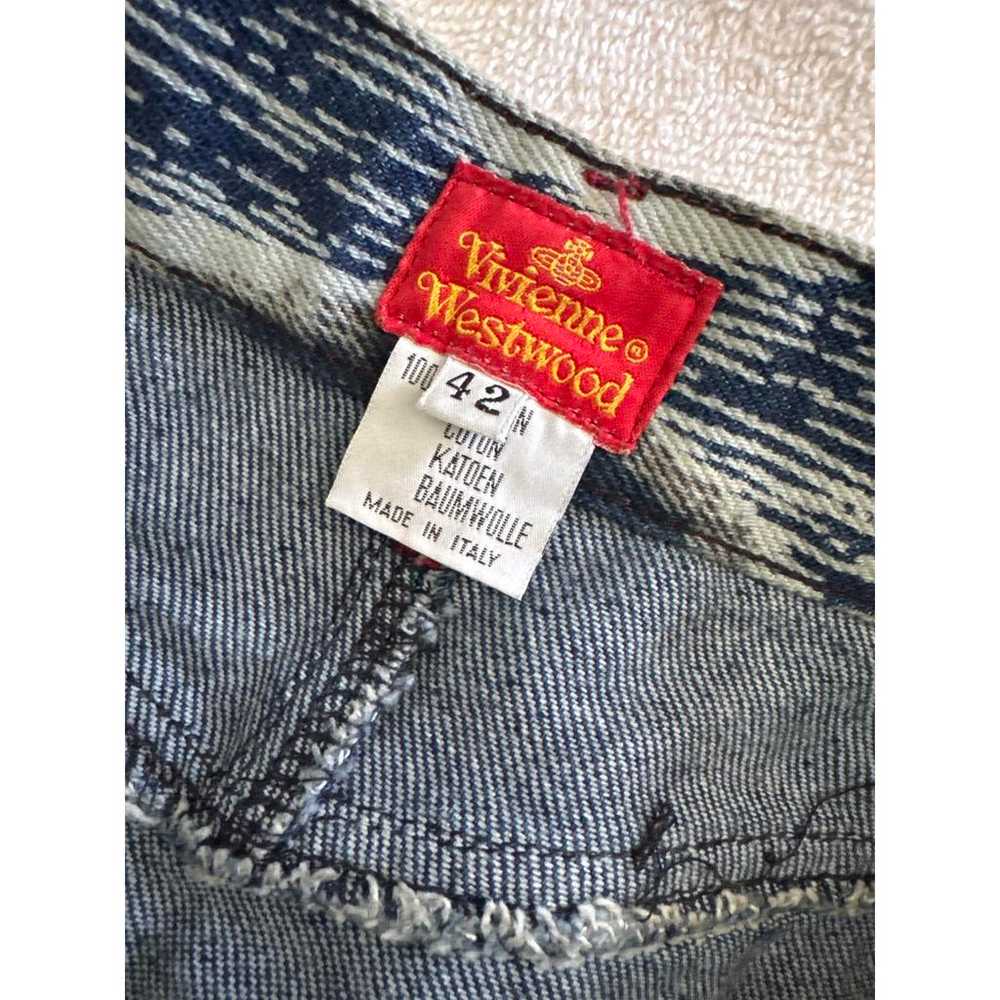 Vivienne
Westwood®
100
42
COTON
KATOEN
BAUMWOLLE
MADE IN ITALY